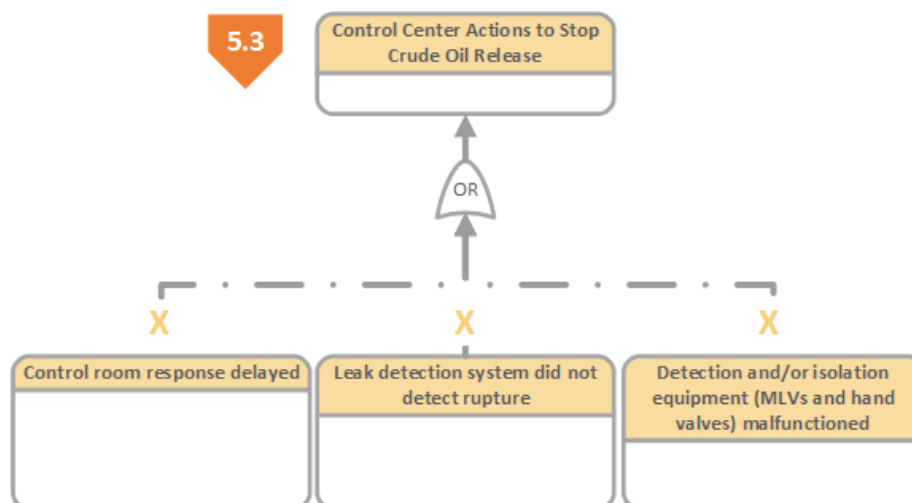 5.3
Control Center Actions to Stop
Crude Oil Release
OR
X
X
X
Control room response delayed
Leak detection system did not
detect rupture
Detection and/or isolation
equipment (MLVs and hand
valves) malfunctioned